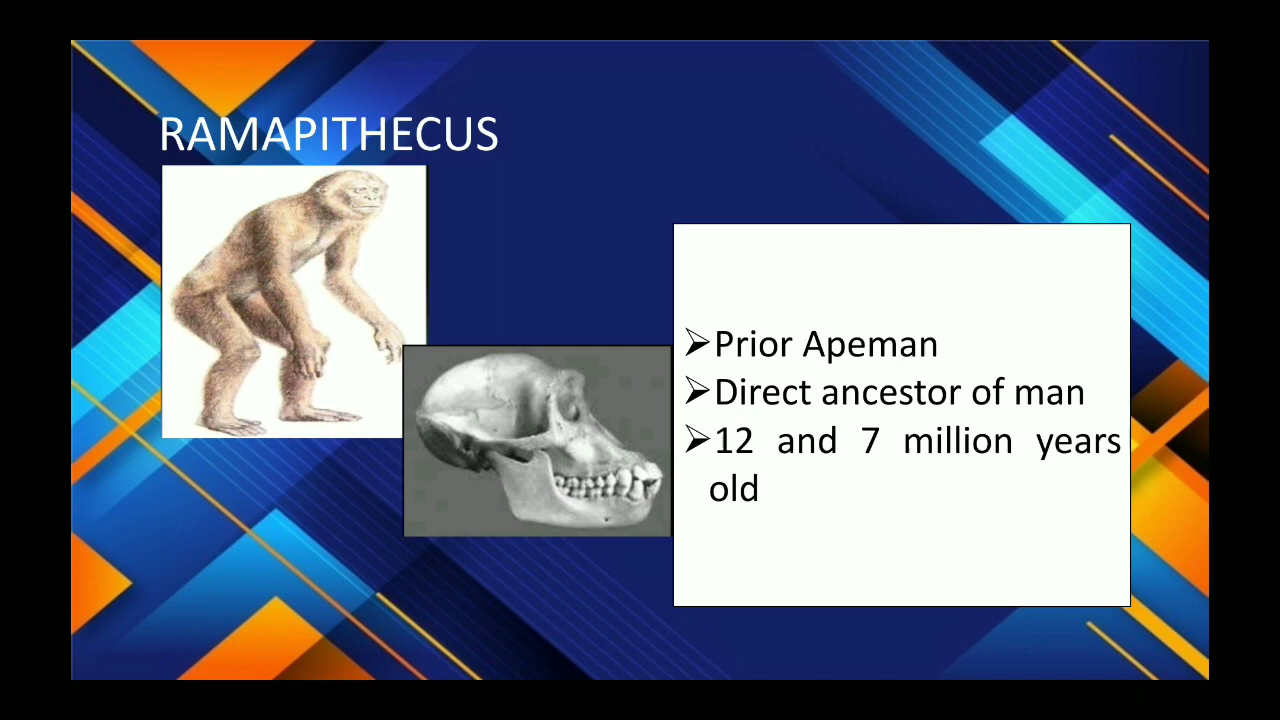 RAMAPITHECUS
➢Prior Apeman
➢Direct ancestor of man
➢12 and 7 million years
old